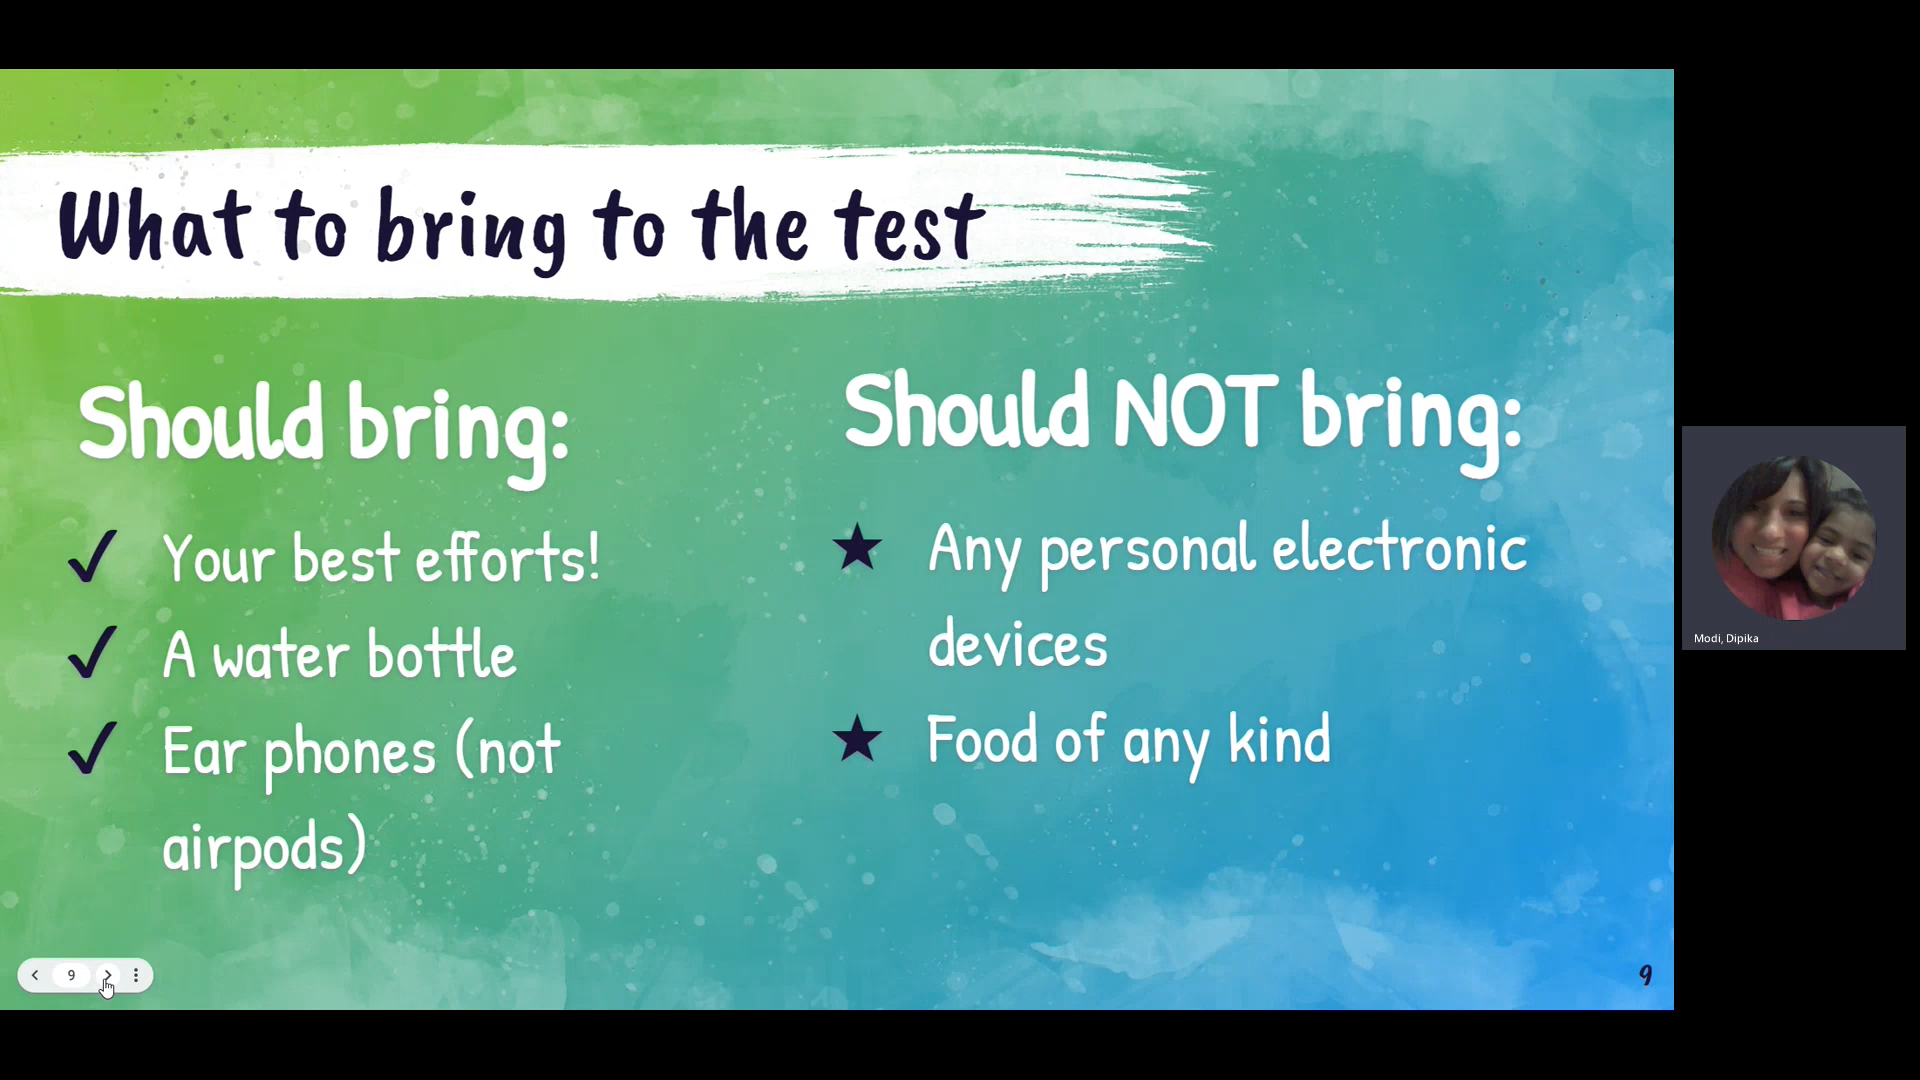 What to bring to the test
Should bring:
✓ Your best efforts!
✓ A water bottle
✓ Ear phones (not
airpods)
Should NOT bring:
★ Any personal electronic
devices
★ Food of any kind
Modi, Dipika
9
9